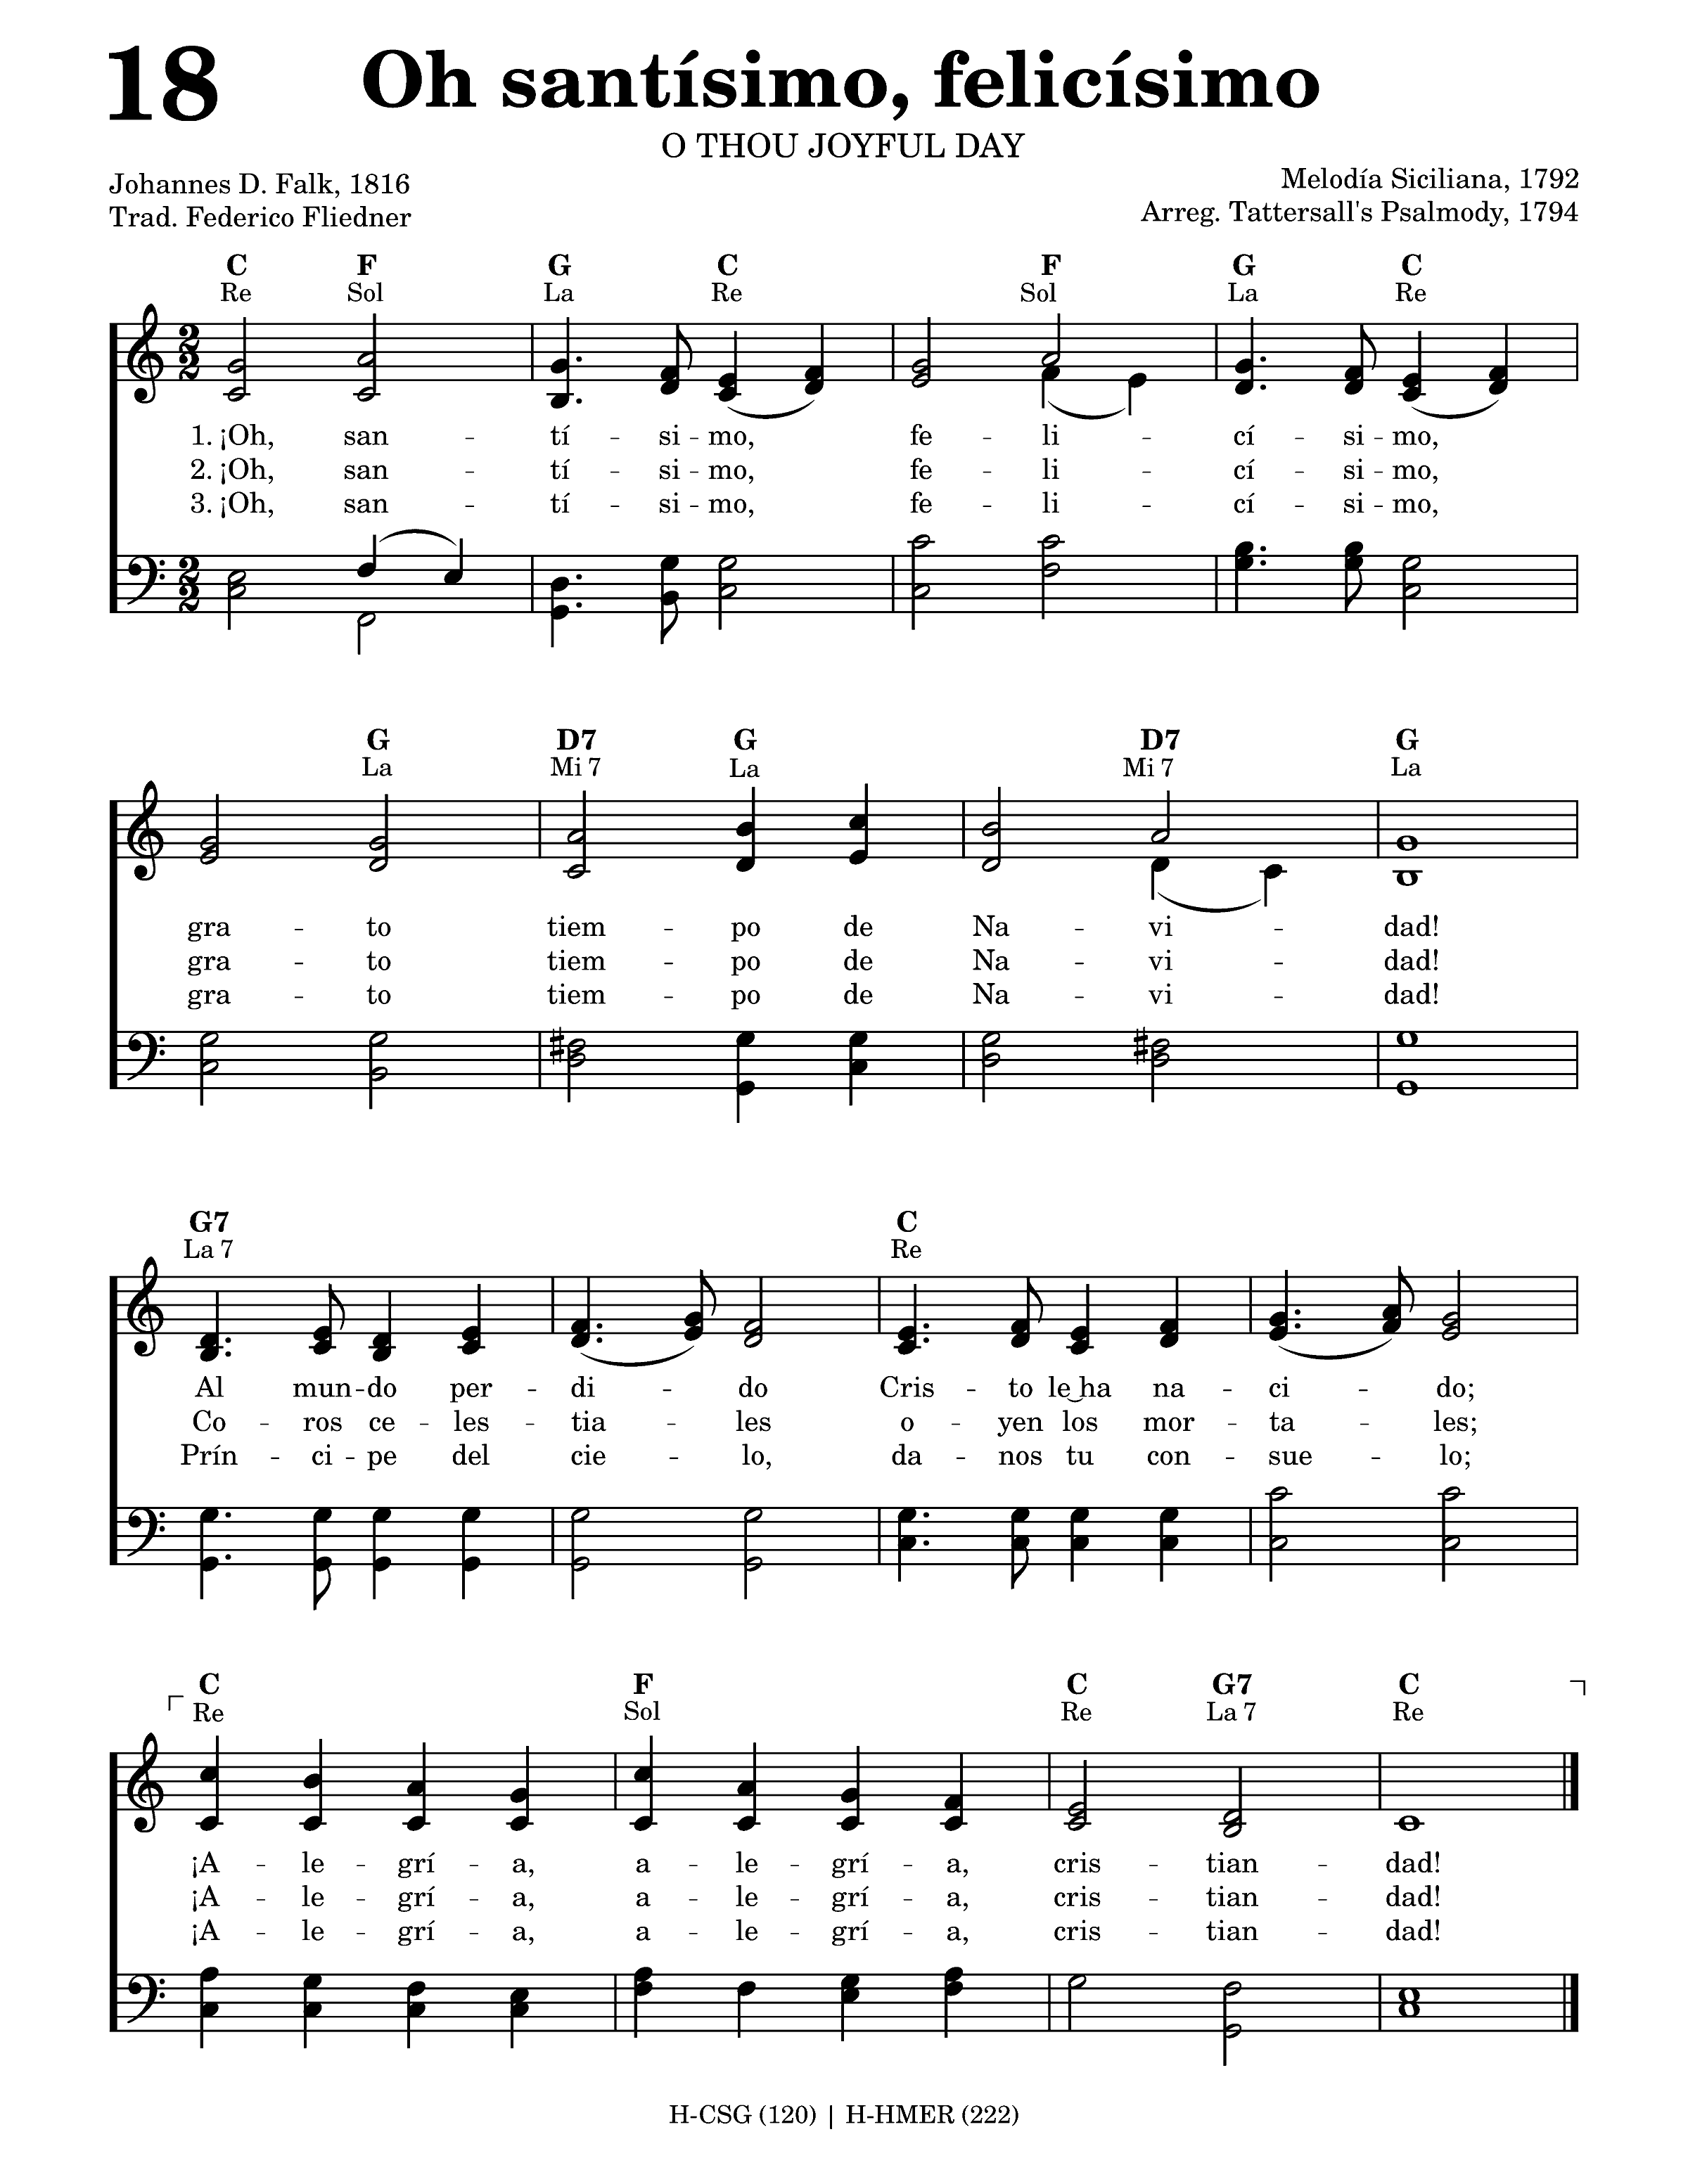 18
Oh santísimo, felicísimo
O THOU JOYFUL DAY
Johannes D. Falk, 1816
Trad. Federico Fliedner
Melodía Siciliana, 1792
Arreg. Tattersall's Psalmody, 1794
C F G C F G C
Re Sol La Re Sol La Re
1. ¡Oh, san - tí - si - mo, fe - li - cí - si - mo,
2. ¡Oh, san - tí - si - mo, fe - li - cí - si - mo,
3. ¡Oh, san - tí - si - mo, fe - li - cí - si - mo,
G D7 G D7 G
La Mi 7 La Mi 7 La
gra - to tiem - po de Na - vi - dad!
gra - to tiem - po de Na - vi - dad!
gra - to tiem - po de Na - vi - dad!
G7 C
La 7 Re
Al mun - do per - di - do Cris - to le‿ha na - ci - do;
Co - ros ce - les - tia - les o - yen los mor - ta - les;
Prín - ci - pe del cie - lo, da - nos tu con - sue - lo;
C F C G7 C
Re Sol Re La 7 Re
¡A - le - grí - a, a - le - grí - a, cris - tian - dad!
¡A - le - grí - a, a - le - grí - a, cris - tian - dad!
¡A - le - grí - a, a - le - grí - a, cris - tian - dad!
H-CSG (120) | H-HMER (222)